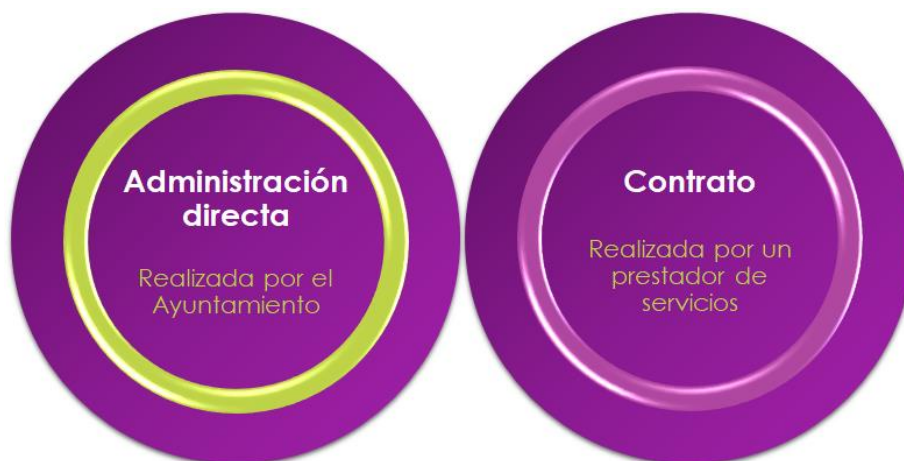 Administración
directa
Realizada por el
Ayuntamiento
Contrato
Realizada por un
prestador de
servicios